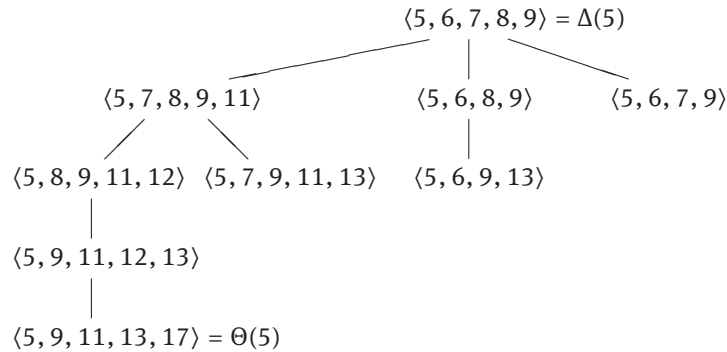 ⟨5, 6, 7, 8, 9⟩ = Δ(5)
⟨5, 7, 8, 9, 11⟩ ⟨5, 6, 8, 9⟩ ⟨5, 6, 7, 9⟩
⟨5, 8, 9, 11, 12⟩ ⟨5, 7, 9, 11, 13⟩ ⟨5, 6, 9, 13⟩
⟨5, 9, 11, 12, 13⟩
⟨5, 9, 11, 13, 17⟩ = Θ(5)